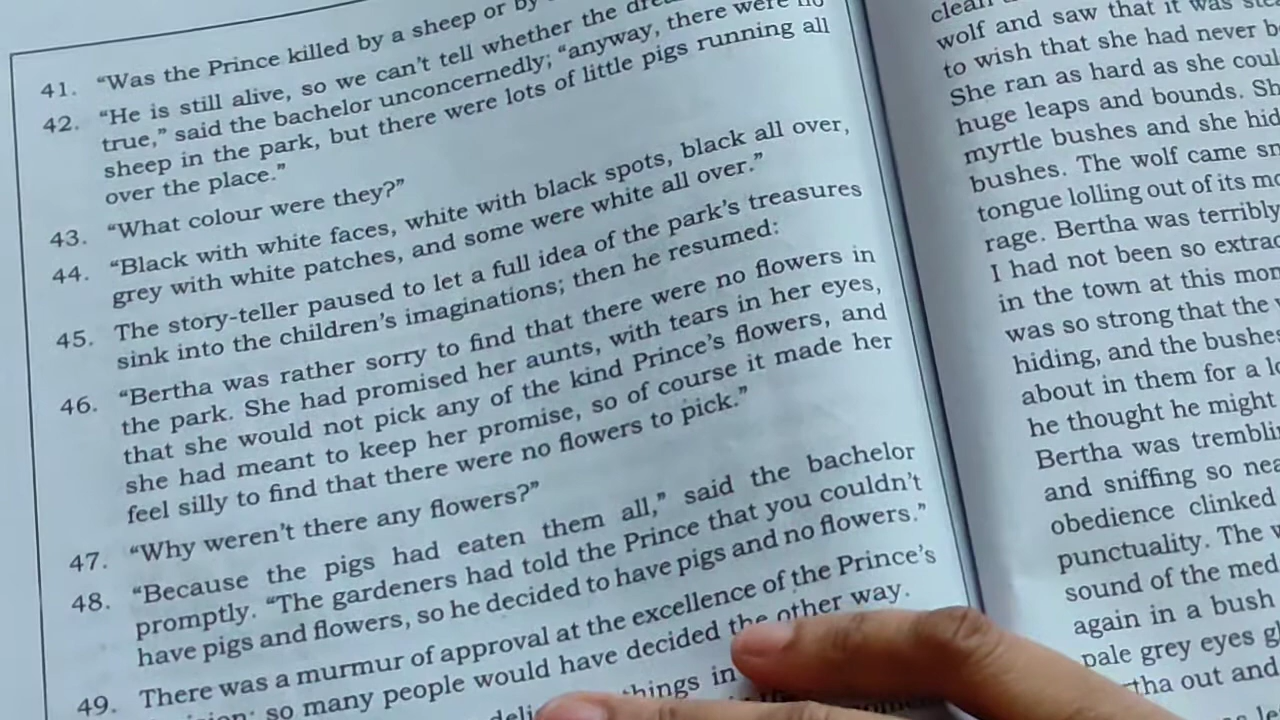 41. “Was the Prince killed by a sheep or by
42. “He is still alive, so we can’t tell whether the
true,” said the bachelor unconcernedly; “anyway, there were no
sheep in the park, but there were lots of little pigs running all
over the place.”
43. “What colour were they?”
44. “Black with white faces, white with black spots, black all over,
grey with white patches, and some were white all over.”
45. The story-teller paused to let a full idea of the park’s treasures
sink into the children’s imaginations; then he resumed:
46. “Bertha was rather sorry to find that there were no flowers in
the park. She had promised her aunts, with tears in her eyes,
that she would not pick any of the kind Prince’s flowers, and
she had meant to keep her promise, so of course it made her
feel silly to find that there were no flowers to pick.”
47. “Why weren’t there any flowers?”
48. “Because the pigs had eaten them all,” said the bachelor
promptly. “The gardeners had told the Prince that you couldn’t
have pigs and flowers, so he decided to have pigs and no flowers.”
49. There was a murmur of approval at the excellence of the Prince’s
so many people would have decided the other way.
things in
clean
wolf and saw that it was
to wish that she had never
She ran as hard as she
huge leaps and bounds.
myrtle bushes and she
bushes. The wolf came
tongue lolling out of its
rage. Bertha was terribly
I had not been so
in the town at this
was so strong that the
hiding, and the
about in them for a
he thought he might
Bertha was
and sniffing so
obedience clinked
punctuality. The
sound of the
again in a bush
pale grey eyes
out and